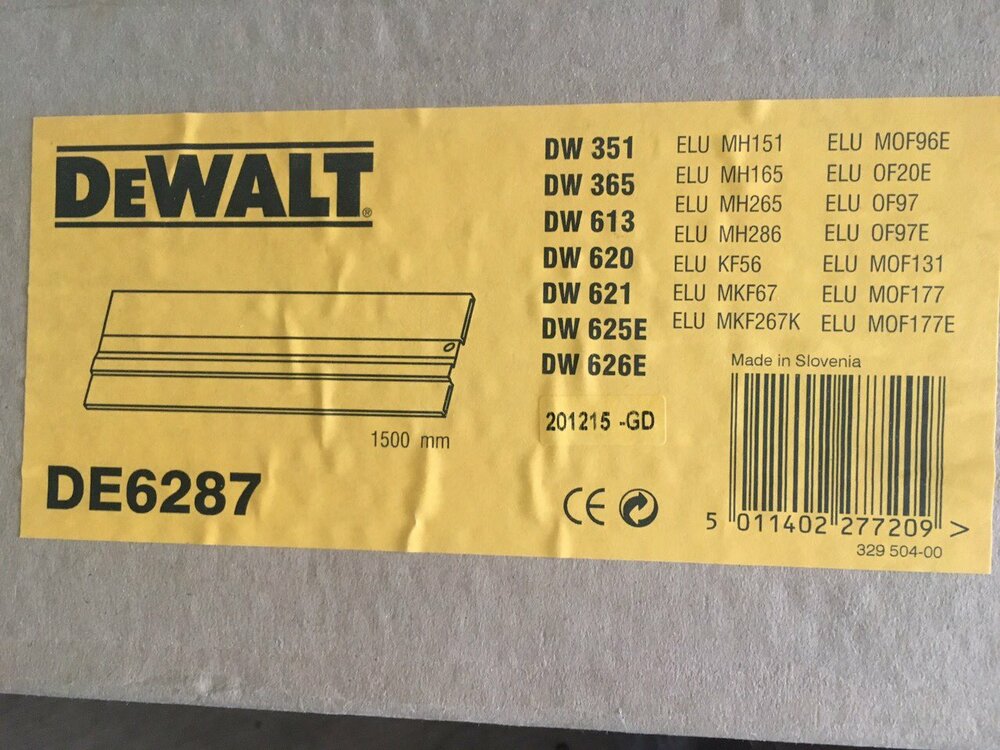 DEWALT®
1500 mm
DE6287
DW 351
DW 365
DW 613
DW 620
DW 621
DW 625E
DW 626E
201215 -GD
CE
ELU MH151
ELU MH165
ELU MH265
ELU MH286
ELU KF56
ELU MKF67
ELU MKF267K
ELU MOF96E
ELU OF20E
ELU OF97
ELU OF97E
ELU MOF131
ELU MOF177
ELU MOF177E
Made in Slovenia
5 011402 277209 >
329 504-00